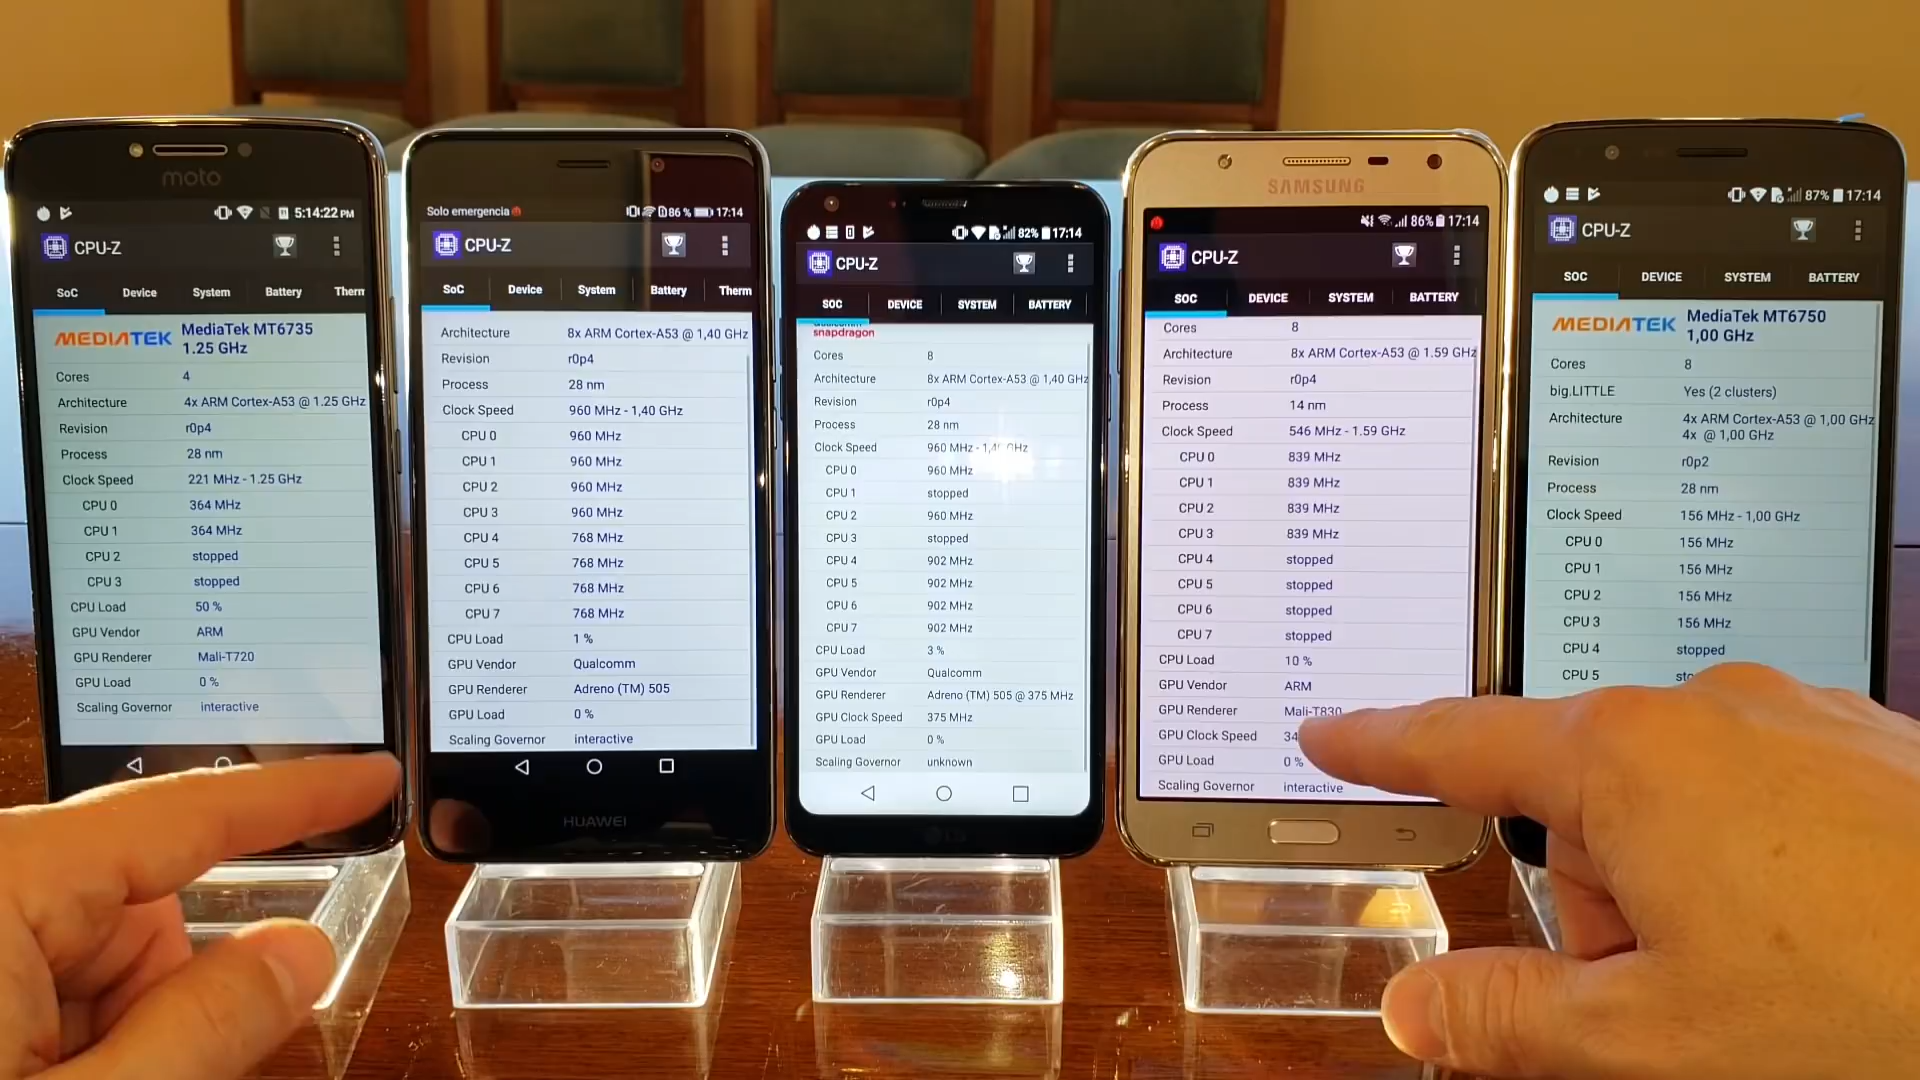 moto
5:14:22 PM
CPU-Z
SoC Device System Battery Therm
MEDIATEK MediaTek MT6735
1.25 GHz
Cores 4
Architecture 4x ARM Cortex-A53 @ 1.25 GHz
Revision r0p4
Process 28 nm
Clock Speed 221 MHz - 1.25 GHz
CPU 0 364 MHz
CPU 1 364 MHz
CPU 2 stopped
CPU 3 stopped
CPU Load 50 %
GPU Vendor ARM
GPU Renderer Mali-T720
GPU Load 0 %
Scaling Governor interactive
Solo emergencia 86 % 17:14
CPU-Z
SoC Device System Battery Therm
Architecture 8x ARM Cortex-A53 @ 1,40 GHz
Revision r0p4
Process 28 nm
Clock Speed 960 MHz - 1,40 GHz
CPU 0 960 MHz
CPU 1 960 MHz
CPU 2 960 MHz
CPU 3 960 MHz
CPU 4 768 MHz
CPU 5 768 MHz
CPU 6 768 MHz
CPU 7 768 MHz
CPU Load 1 %
GPU Vendor Qualcomm
GPU Renderer Adreno (TM) 505
GPU Load 0 %
Scaling Governor interactive
HUAWEI
82% 17:14
CPU-Z
SOC DEVICE SYSTEM BATTERY
snapdragon
Cores 8
Architecture 8x ARM Cortex-A53 @ 1,40 GHz
Revision r0p4
Process 28 nm
Clock Speed 960 MHz - 1,40 GHz
CPU 0 960 MHz
CPU 1 stopped
CPU 2 960 MHz
CPU 3 stopped
CPU 4 902 MHz
CPU 5 902 MHz
CPU 6 902 MHz
CPU 7 902 MHz
CPU Load 3 %
GPU Vendor Qualcomm
GPU Renderer Adreno (TM) 505 @ 375 MHz
GPU Clock Speed 375 MHz
GPU Load 0 %
Scaling Governor unknown
LG
SAMSUNG
86% 17:14
CPU-Z
SOC DEVICE SYSTEM BATTERY
Cores 8
Architecture 8x ARM Cortex-A53 @ 1.59 GHz
Revision r0p4
Process 14 nm
Clock Speed 546 MHz - 1.59 GHz
CPU 0 839 MHz
CPU 1 839 MHz
CPU 2 839 MHz
CPU 3 839 MHz
CPU 4 stopped
CPU 5 stopped
CPU 6 stopped
CPU 7 stopped
CPU Load 10 %
GPU Vendor ARM
GPU Renderer Mali-T830
GPU Clock Speed 34
GPU Load 0 %
Scaling Governor interactive
87% 17:14
CPU-Z
SOC DEVICE SYSTEM BATTERY
MEDIATEK MediaTek MT6750
1,00 GHz
Cores 8
big.LITTLE Yes (2 clusters)
Architecture 4x ARM Cortex-A53 @ 1,00 GHz
4x @ 1,00 GHz
Revision r0p2
Process 28 nm
Clock Speed 156 MHz - 1,00 GHz
CPU 0 156 MHz
CPU 1 156 MHz
CPU 2 156 MHz
CPU 3 156 MHz
CPU 4 stopped
CPU 5